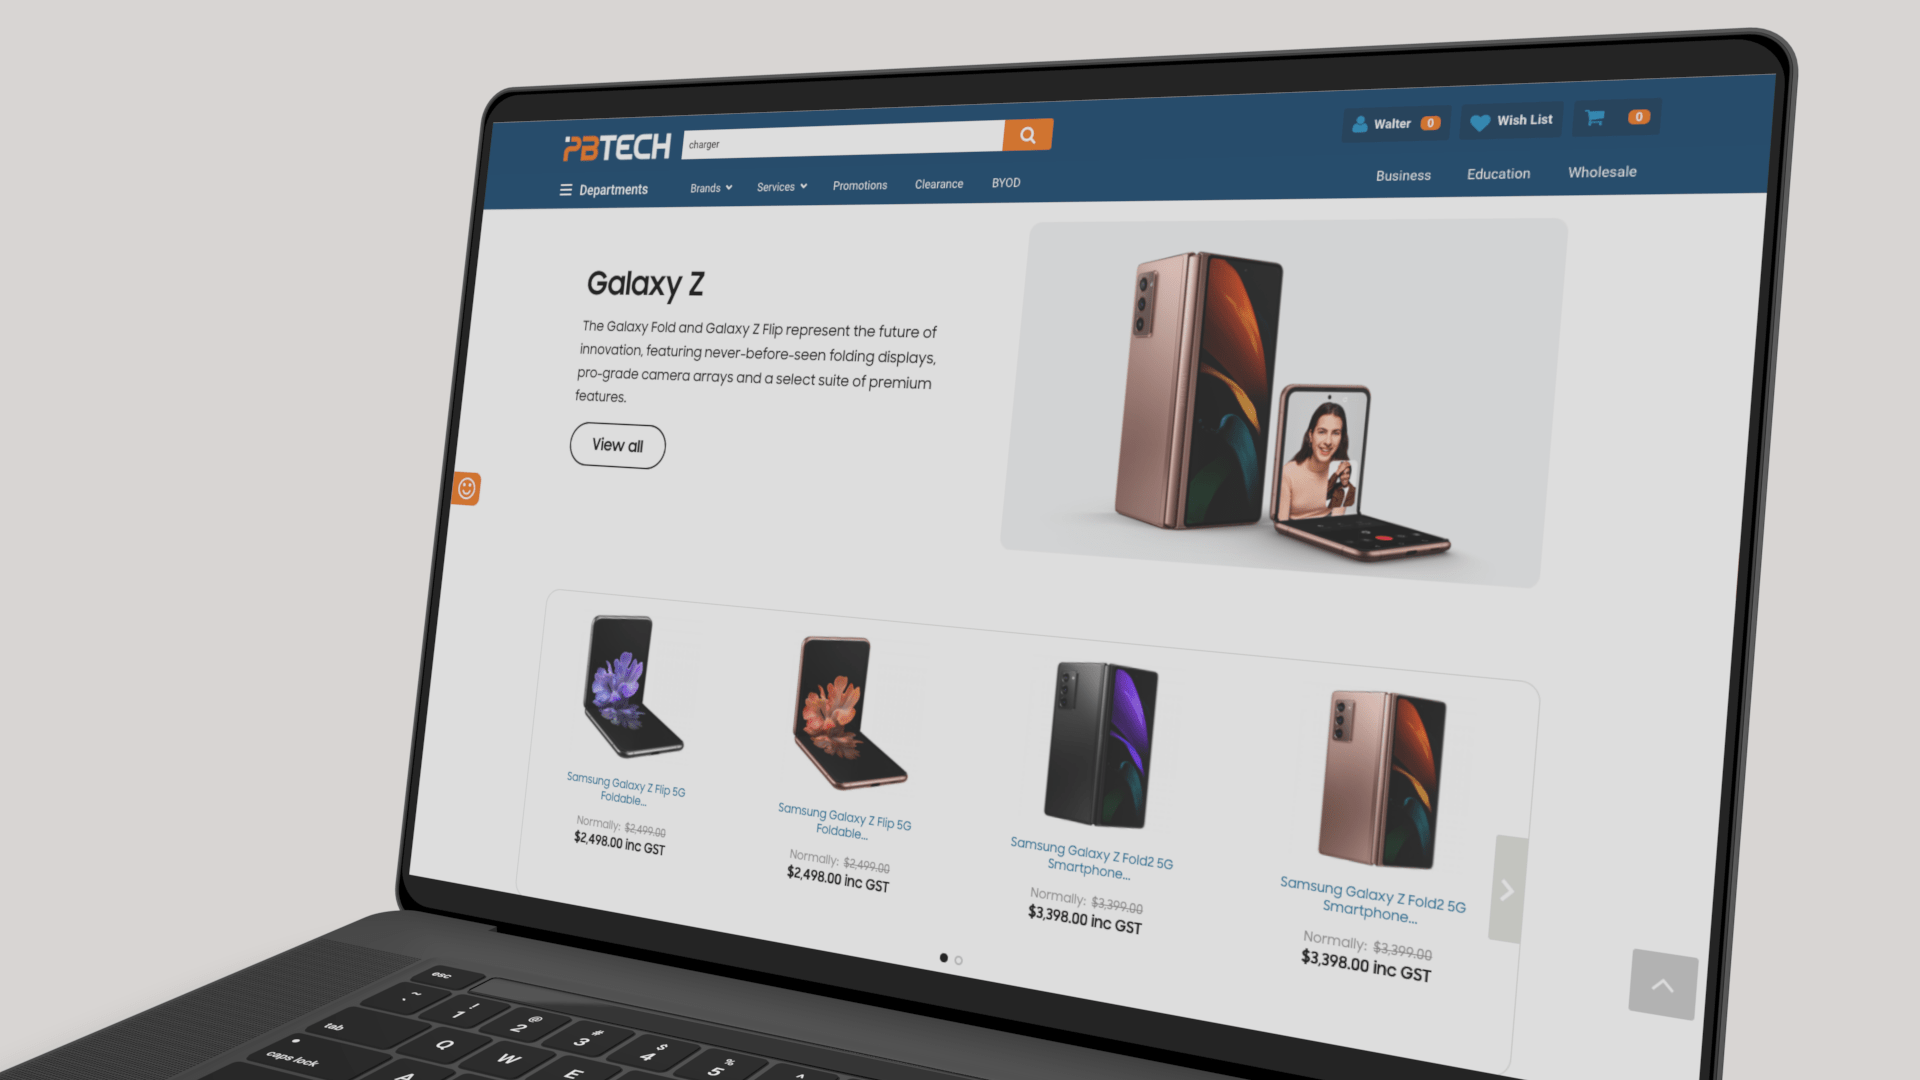 PBTECH
charger
Walter 0
Wish List
0
Departments
Brands
Services
Promotions
Clearance
BYOD
Business
Education
Wholesale
Galaxy Z
The Galaxy Fold and Galaxy Z Flip represent the future of
innovation, featuring never-before-seen folding displays,
pro-grade camera arrays and a select suite of premium
features.
View all
Samsung Galaxy Z Flip 5G
Foldable...
Normally: $2,499.00
$2,498.00 inc GST
Samsung Galaxy Z Flip 5G
Foldable...
Normally: $2,499.00
$2,498.00 inc GST
Samsung Galaxy Z Fold2 5G
Smartphone...
Normally: $3,399.00
$3,398.00 inc GST
Samsung Galaxy Z Fold2 5G
Smartphone...
Normally: $3,399.00
$3,398.00 inc GST
esc
~
! 1
@ 2
# 3
$ 4
% 5
^
tab
Q
W
E
caps lock
A